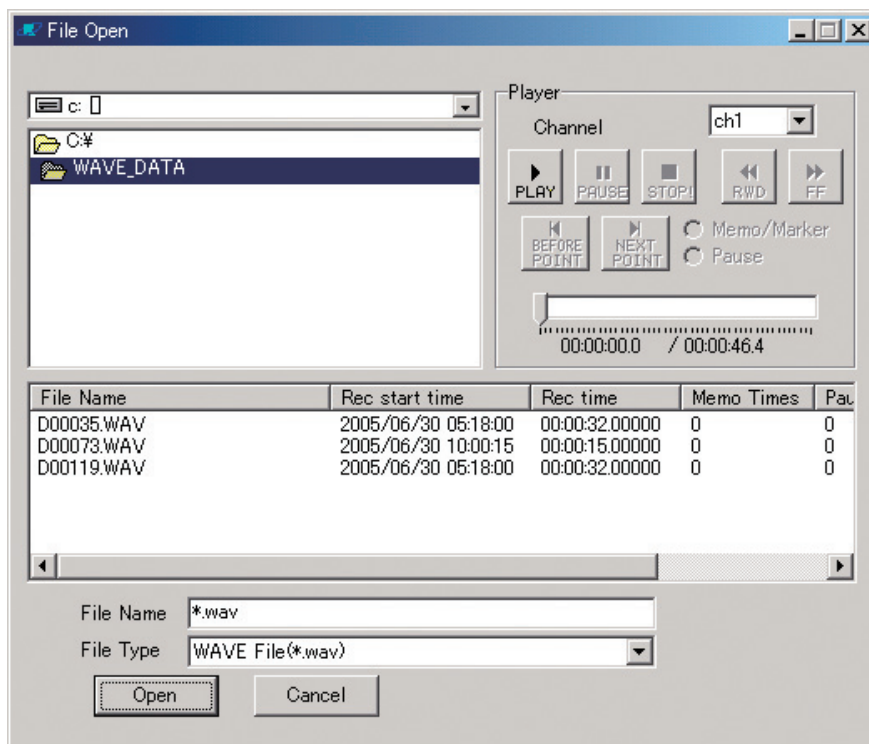 File Open
c: []
C:¥
WAVE_DATA
Player
Channel ch1
PLAY PAUSE STOP! RWD FF
BEFORE POINT NEXT POINT Memo/Marker
Pause
00:00:00.0 / 00:00:46.4
File Name Rec start time Rec time Memo Times Pau
D00035.WAV 2005/06/30 05:18:00 00:00:32.00000 0 0
D00073.WAV 2005/06/30 10:00:15 00:00:15.00000 0 0
D00119.WAV 2005/06/30 05:18:00 00:00:32.00000 0 0
File Name *.wav
File Type WAVE File(*.wav)
Open Cancel